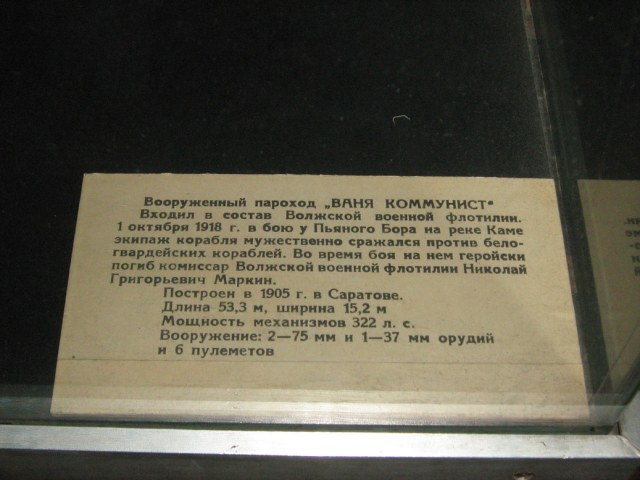 Вооруженный пароход „ВАНЯ КОММУНИСТ“
Входил в состав Волжской военной флотилии.
1 октября 1918 г. в бою у Пьяного Бора на реке Каме
экипаж корабля мужественно сражался против бело-
гвардейских кораблей. Во время боя на нем геройски
погиб комиссар Волжской военной флотилии Николай
Григорьевич Маркин.
Построен в 1905 г. в Саратове.
Длина 53,3 м, ширина 15,2 м
Мощность механизмов 322 л. с.
Вооружение: 2—75 мм и 1—37 мм орудий
и 6 пулеметов